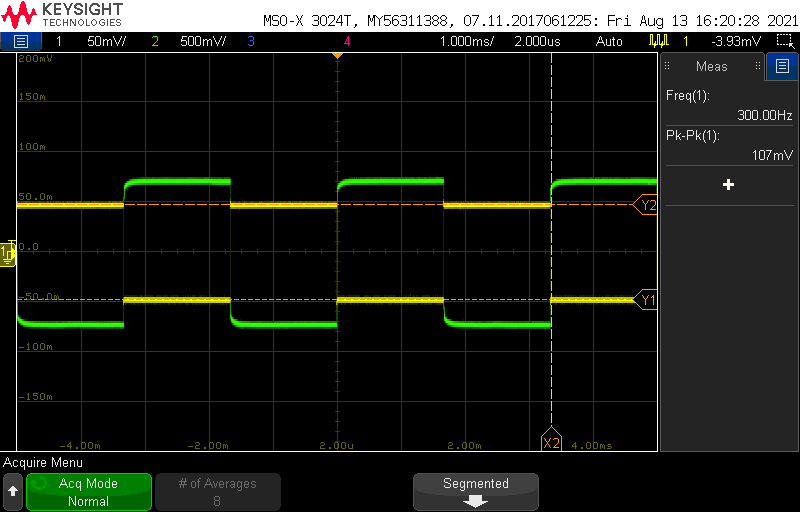 KEYSIGHT
TECHNOLOGIES
MSO-X 3024T, MY56311388, 07.11.2017061225: Fri Aug 13 16:20:28 2021
1 50mV/ 2 500mV/ 3 4 1.000ms/ 2.000us Auto 1 -3.93mV
200mV
150m
100m
50.0m
0.0
-50.0m
-100m
-150m
-4.00m -2.00m 2.00u 2.00m 4.00ms
1
Y2
Y1
X2
Meas
Freq(1):
300.00Hz
Pk-Pk(1):
107mV
+
Acquire Menu
Acq Mode
Normal
# of Averages
8
Segmented